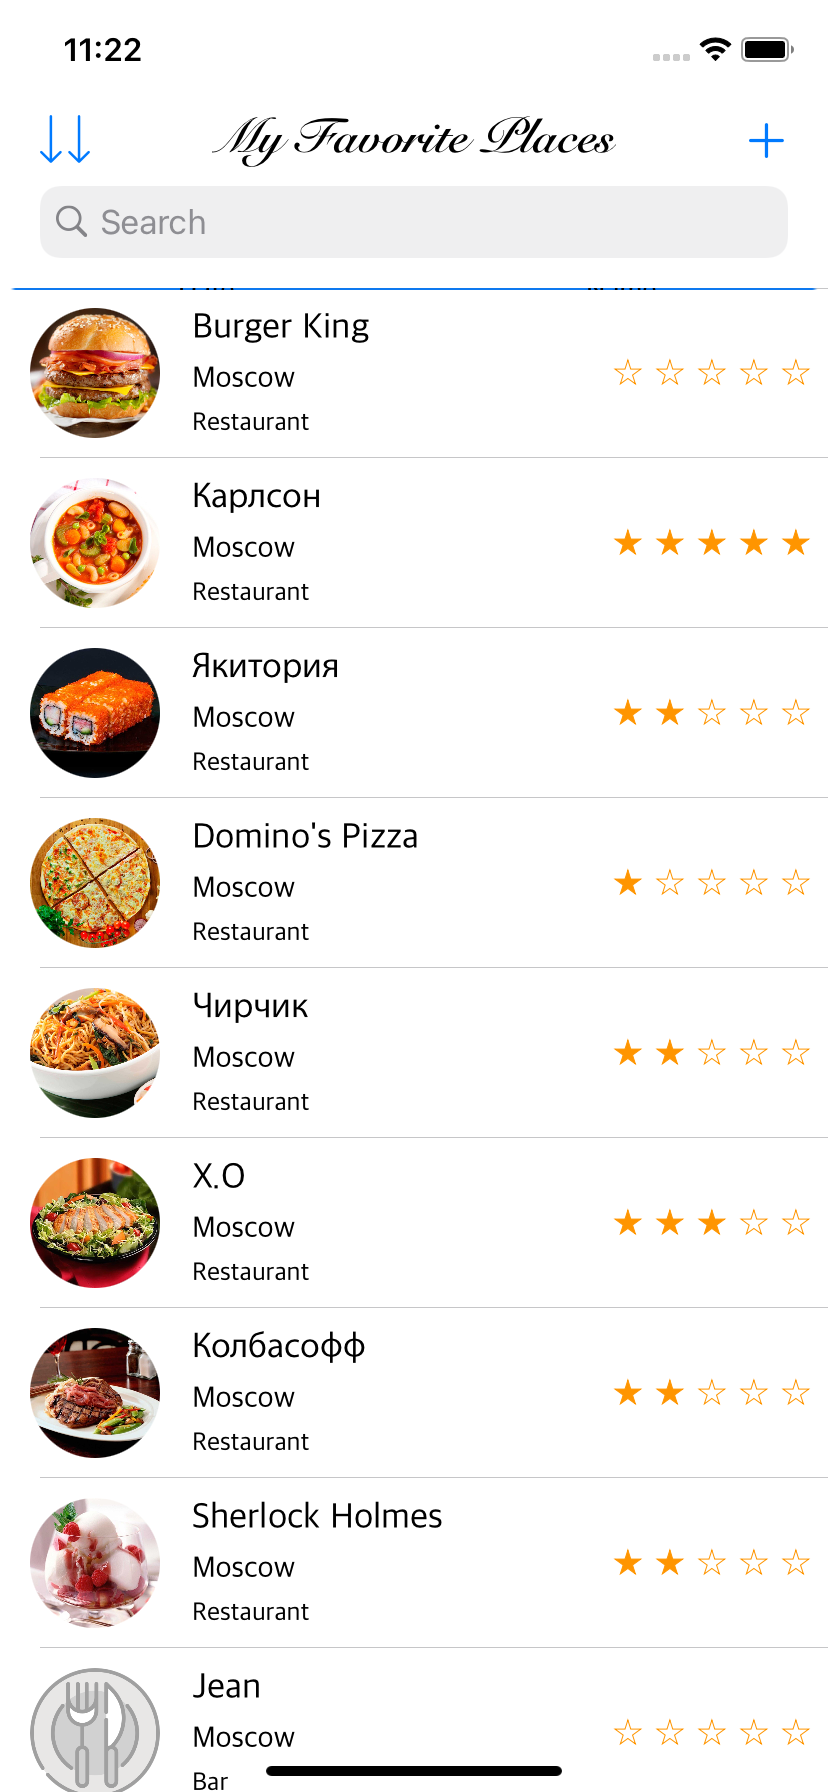 11:22
My Favorite Places
Search
Burger King
Moscow
Restaurant
Карлсон
Moscow
Restaurant
Якитория
Moscow
Restaurant
Domino's Pizza
Moscow
Restaurant
Чирчик
Moscow
Restaurant
X.O
Moscow
Restaurant
Колбасофф
Moscow
Restaurant
Sherlock Holmes
Moscow
Restaurant
Jean
Moscow
Bar